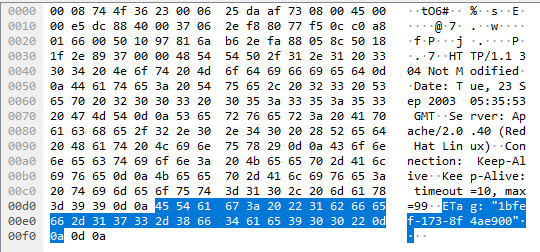 0000 00 08 74 4f 36 23 00 06 25 da af 73 08 00 45 00 ··tO6#·· %··s··E·
0010 00 e5 dc 88 40 00 37 06 2e f8 80 77 f5 0c c0 a8 ····@·7· .··w····
0020 01 66 00 50 10 97 81 6a b6 2e fa 88 05 8c 50 18 ·f·P···j ·.····P·
0030 1f 2e 89 37 00 00 48 54 54 50 2f 31 2e 31 20 33 ·.·7··HT TP/1.1 3
0040 30 34 20 4e 6f 74 20 4d 6f 64 69 66 69 65 64 0d 04 Not M odified·
0050 0a 44 61 74 65 3a 20 54 75 65 2c 20 32 33 20 53 ·Date: T ue, 23 S
0060 65 70 20 32 30 30 33 20 30 35 3a 33 35 3a 35 33 ep 2003 05:35:53
0070 20 47 4d 54 0d 0a 53 65 72 76 65 72 3a 20 41 70 GMT··Se rver: Ap
0080 61 63 68 65 2f 32 2e 30 2e 34 30 20 28 52 65 64 ache/2.0 .40 (Red
0090 20 48 61 74 20 4c 69 6e 75 78 29 0d 0a 43 6f 6e Hat Lin ux)··Con
00a0 6e 65 63 74 69 6f 6e 3a 20 4b 65 65 70 2d 41 6c nection: Keep-Al
00b0 69 76 65 0d 0a 4b 65 65 70 2d 41 6c 69 76 65 3a ive··Kee p-Alive:
00c0 20 74 69 6d 65 6f 75 74 3d 31 30 2c 20 6d 61 78 timeout =10, max
00d0 3d 39 39 0d 0a 45 54 61 67 3a 20 22 31 62 66 65 =99··ETa g: "1bfe
00e0 66 2d 31 37 33 2d 38 66 34 61 65 39 30 30 22 0d f-173-8f 4ae900"·
00f0 0a 0d 0a ···